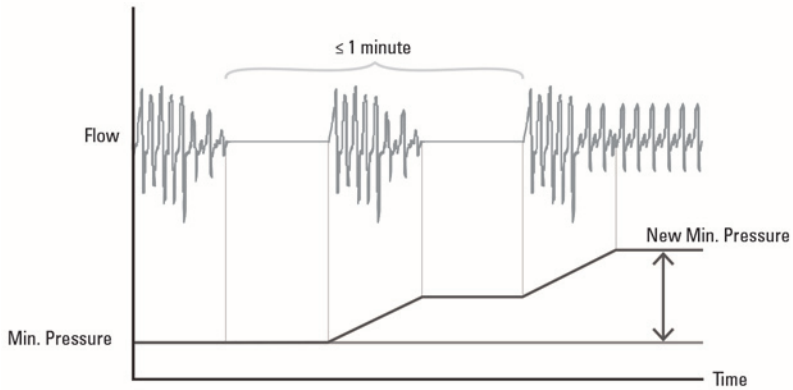 ≤ 1 minute
Flow
New Min. Pressure
Min. Pressure
Time